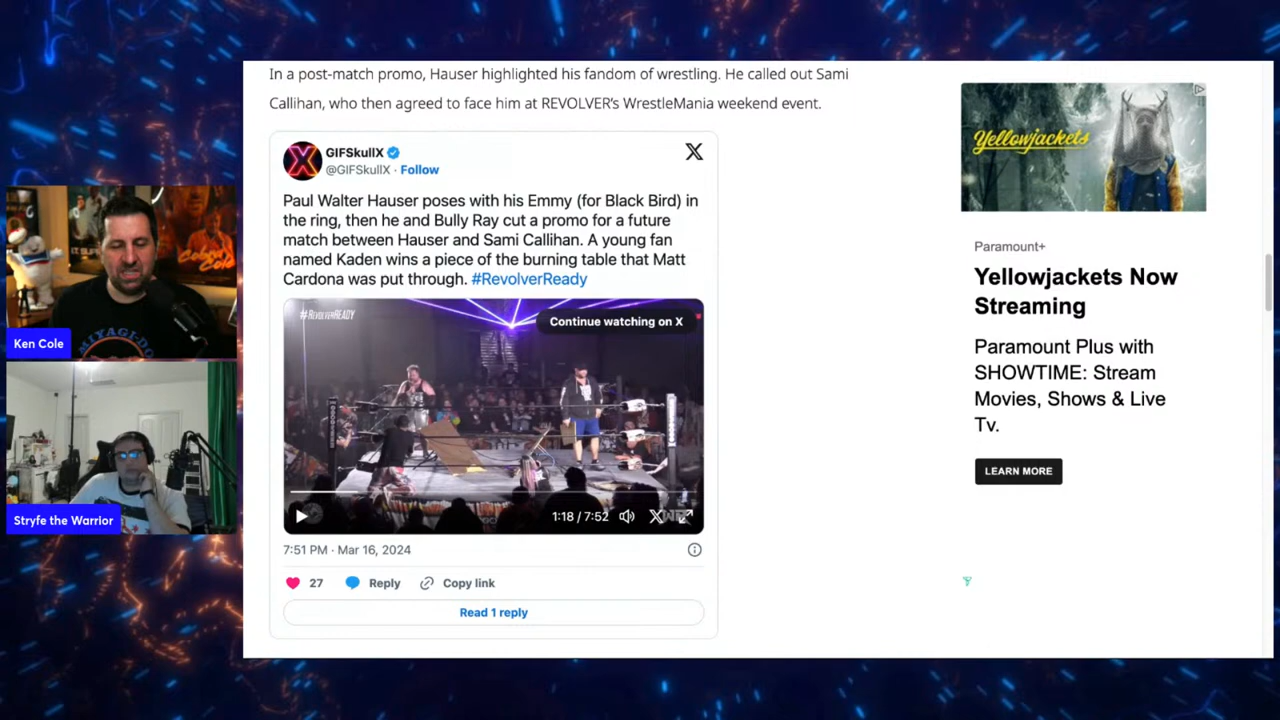 In a post-match promo, Hauser highlighted his fandom of wrestling. He called out Sami
Callihan, who then agreed to face him at REVOLVER's WrestleMania weekend event.
GIFSkullX
@GIFSkullX · Follow
Paul Walter Hauser poses with his Emmy (for Black Bird) in
the ring, then he and Bully Ray cut a promo for a future
match between Hauser and Sami Callihan. A young fan
named Kaden wins a piece of the burning table that Matt
Cardona was put through. #RevolverReady
#REVOLVERREADY
Continue watching on X
1:18 / 7:52
7:51 PM · Mar 16, 2024
27
Reply
Copy link
Read 1 reply
Yellowjackets
Paramount+
Yellowjackets Now
Streaming
Paramount Plus with
SHOWTIME: Stream
Movies, Shows & Live
Tv.
LEARN MORE
Ken Cole
MIYAGI-DO
Stryfe the Warrior